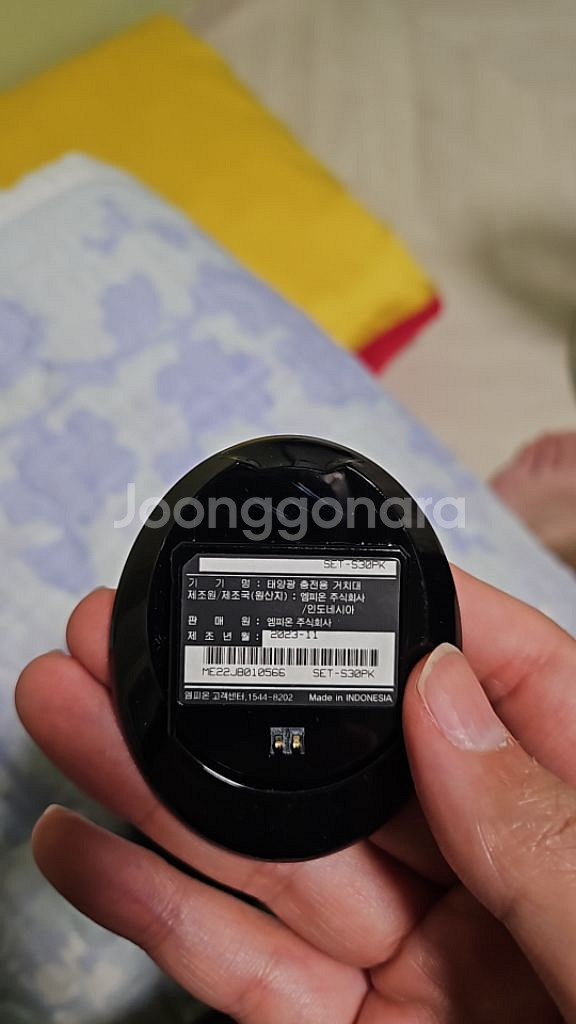 Joonggonara
SET-S30PK
기 기 명 : 태양광 충전용 거치대
제조원/제조국(원산지) : 엠피온 주식회사
/인도네시아
판 매 원 : 엠피온 주식회사
제 조 년 월 : 2023-11
ME22JB010566 SET-S30PK
엠피온 고객센터,1544-8202 Made in INDONESIA